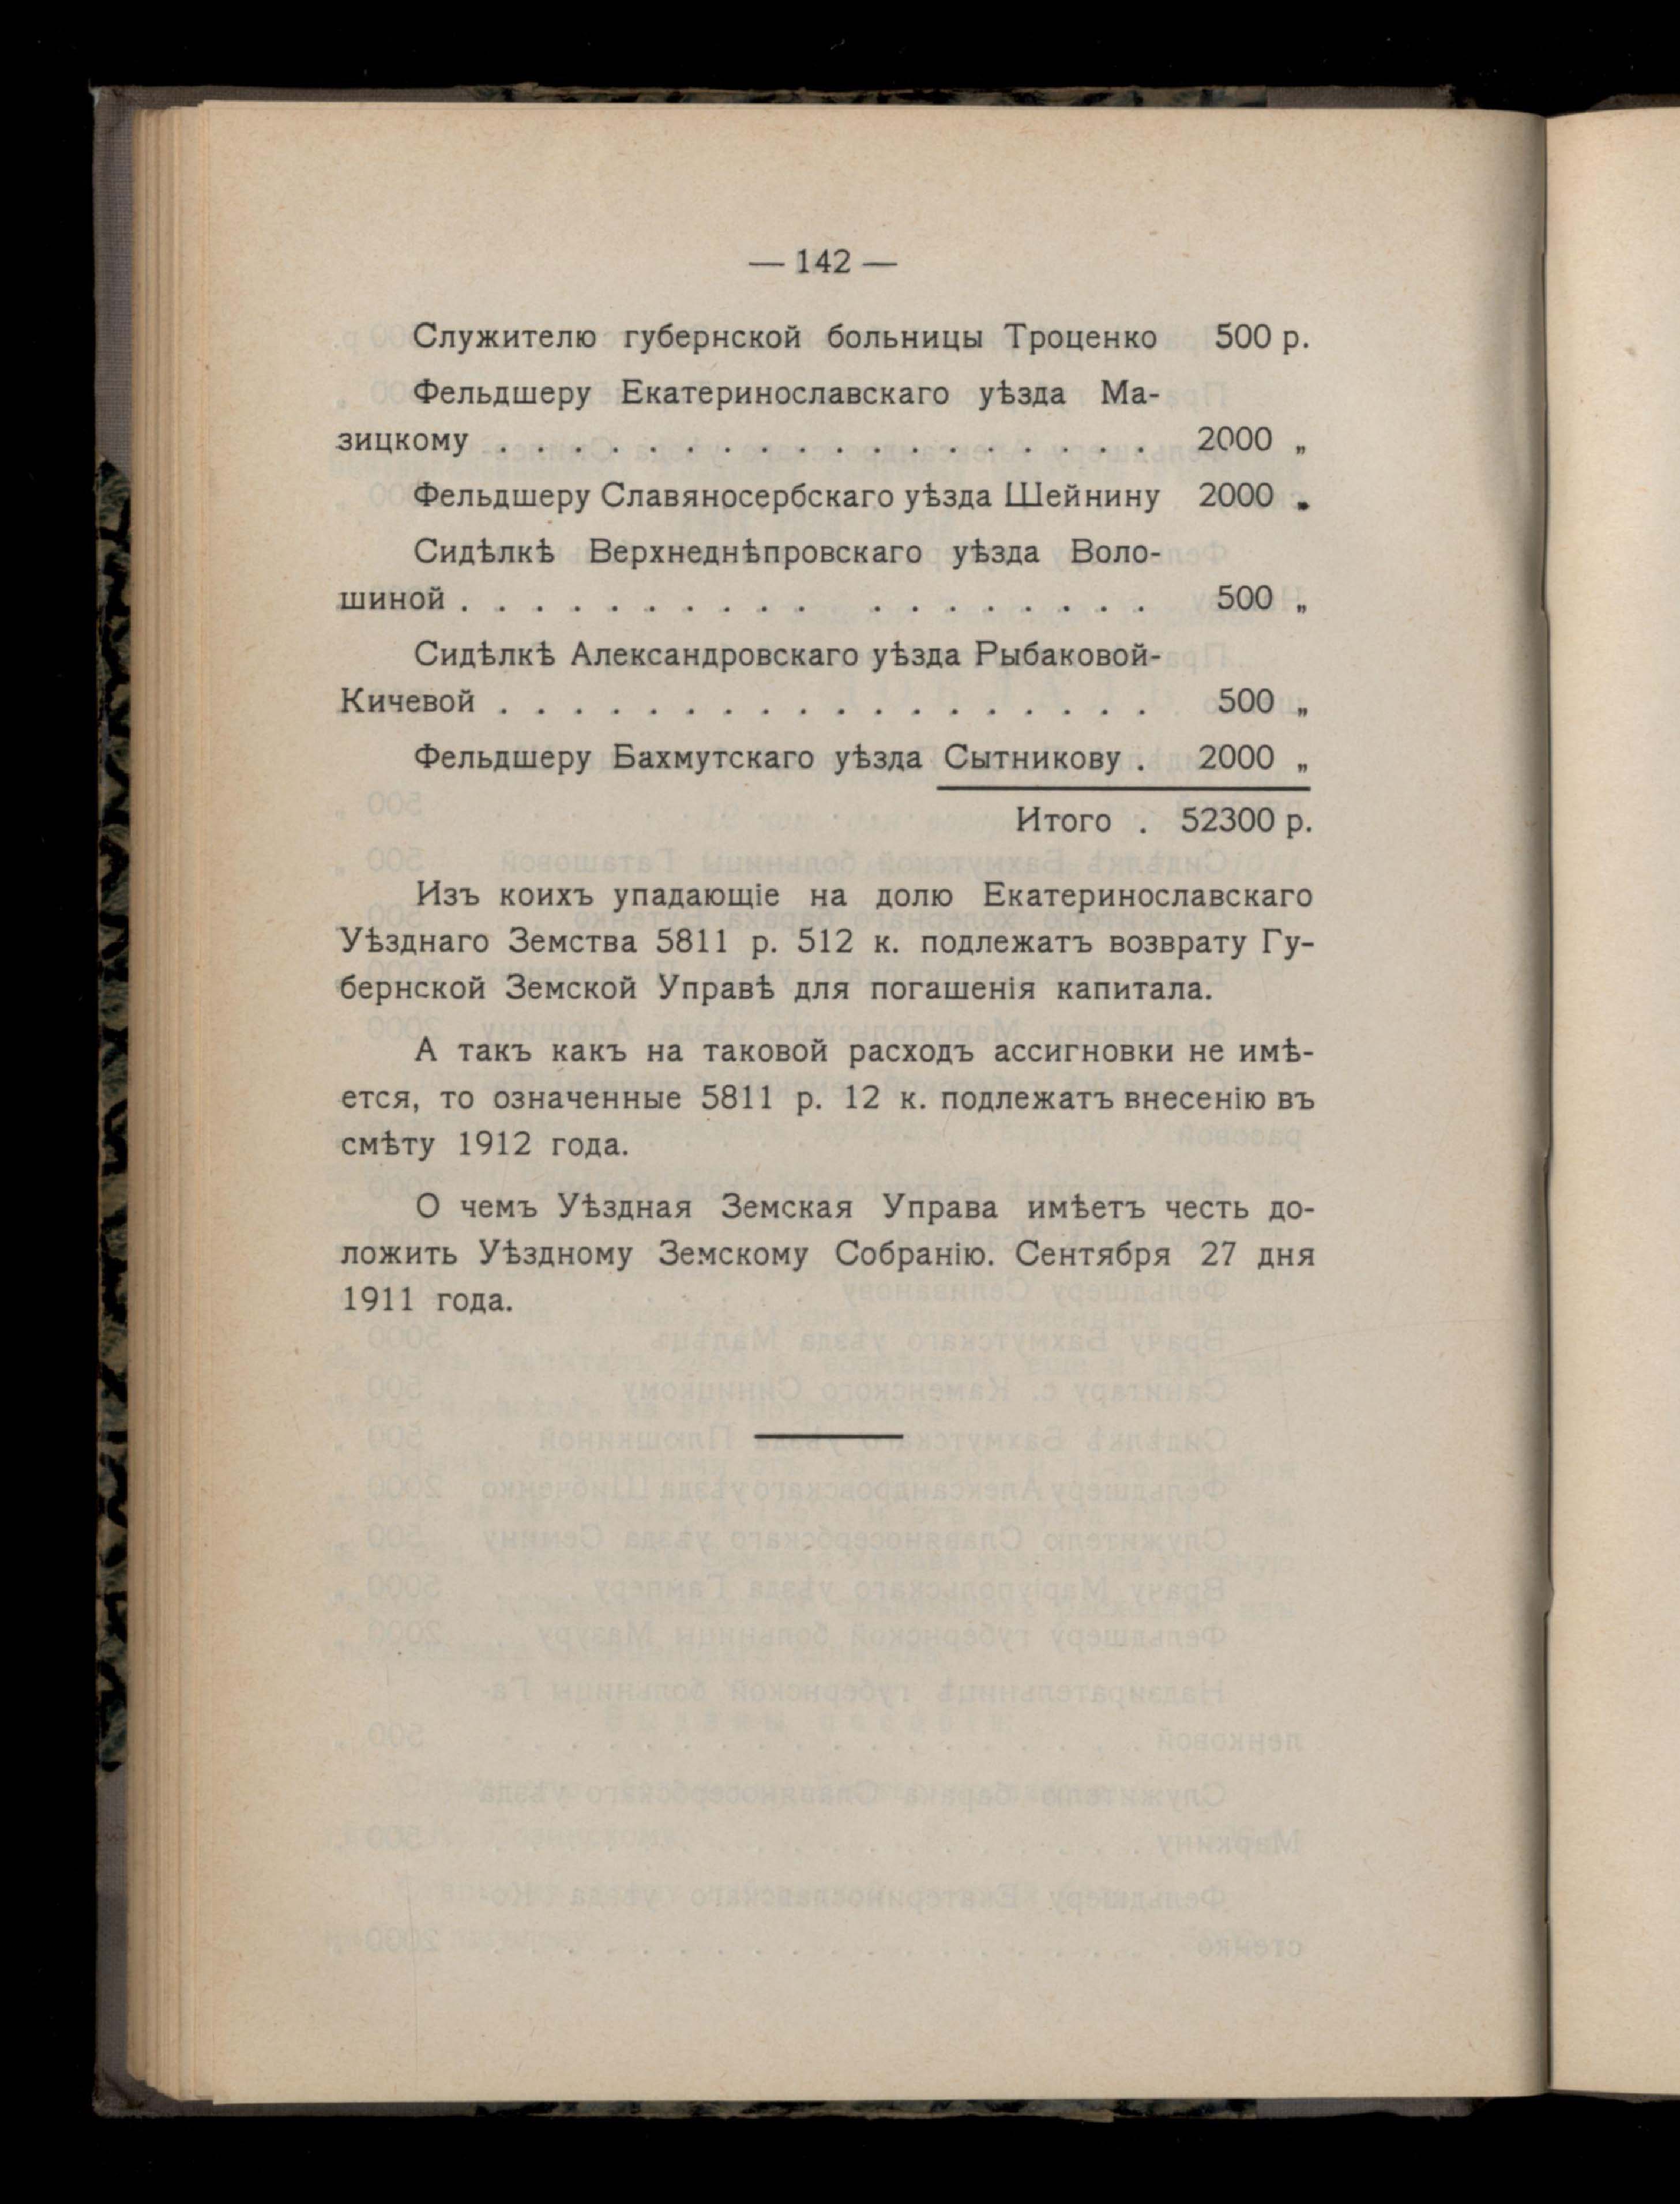 — 142 —
Служителю губернской больницы Троценко 500 р.
Фельдшеру Екатеринославскаго уѣзда Ма-
зицкому . . . . . . . . . . . . . . . . . . 2000 „
Фельдшеру Славяносербскаго уѣзда Шейнину 2000 „
Сидѣлкѣ Верхнеднѣпровскаго уѣзда Воло-
шиной . . . . . . . . . . . . . . . . . . 500 „
Сидѣлкѣ Александровскаго уѣзда Рыбаковой-
Кичевой . . . . . . . . . . . . . . . . . . 500 „
Фельдшеру Бахмутскаго уѣзда Сытникову . 2000 „
Итого . 52300 р.
Изъ коихъ упадающіе на долю Екатеринославскаго
Уѣзднаго Земства 5811 р. 512 к. подлежатъ возврату Гу-
бернской Земской Управѣ для погашенія капитала.
А такъ какъ на таковой расходъ ассигновки не имѣ-
ется, то означенные 5811 р. 12 к. подлежатъ внесенію въ
смѣту 1912 года.
О чемъ Уѣздная Земская Управа имѣетъ честь до-
ложить Уѣздному Земскому Собранію. Сентября 27 дня
1911 года.